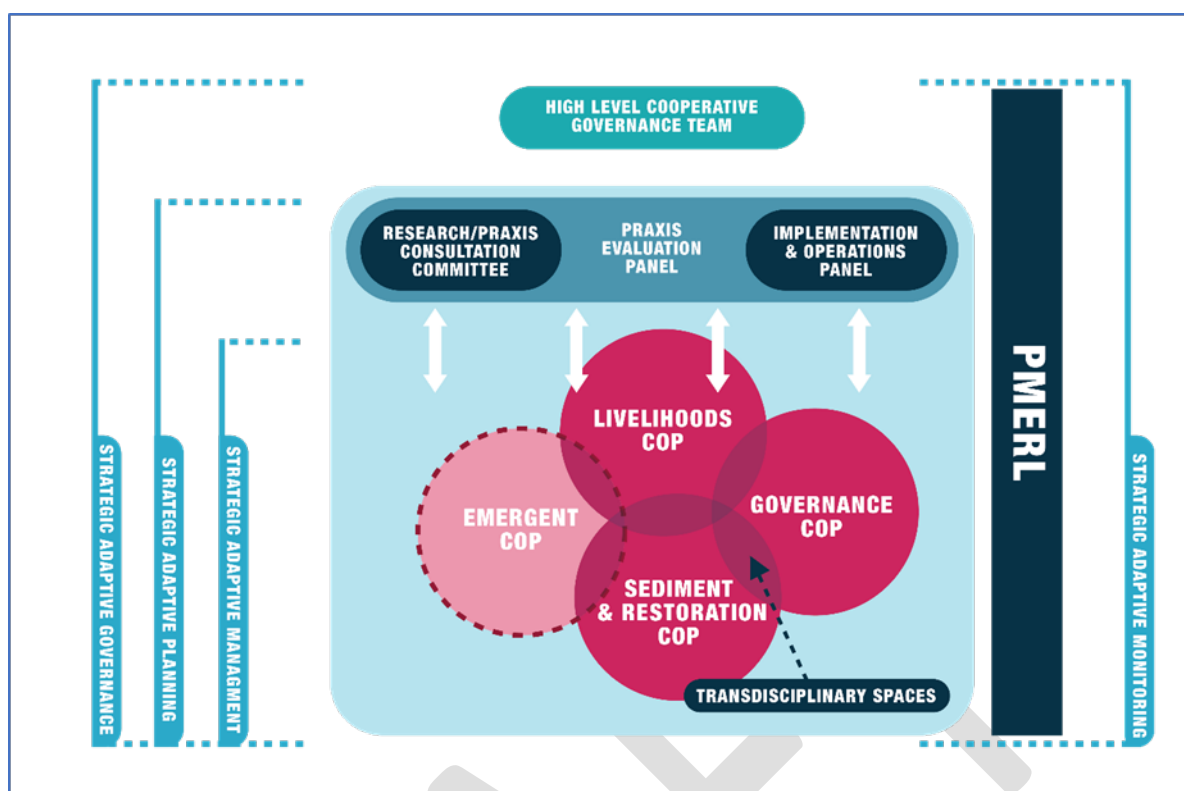 HIGH LEVEL COOPERATIVE
GOVERNANCE TEAM
RESEARCH/PRAXIS
CONSULTATION
COMMITTEE
PRAXIS
EVALUATION
PANEL
IMPLEMENTATION
& OPERATIONS
PANEL
LIVELIHOODS
COP
EMERGENT
COP
GOVERNANCE
COP
SEDIMENT
& RESTORATION
COP
TRANSDISCIPLINARY SPACES
STRATEGIC ADAPTIVE GOVERNANCE
STRATEGIC ADAPTIVE PLANNING
STRATEGIC ADAPTIVE MANAGMENT
PMERL
STRATEGIC ADAPTIVE MONITORING